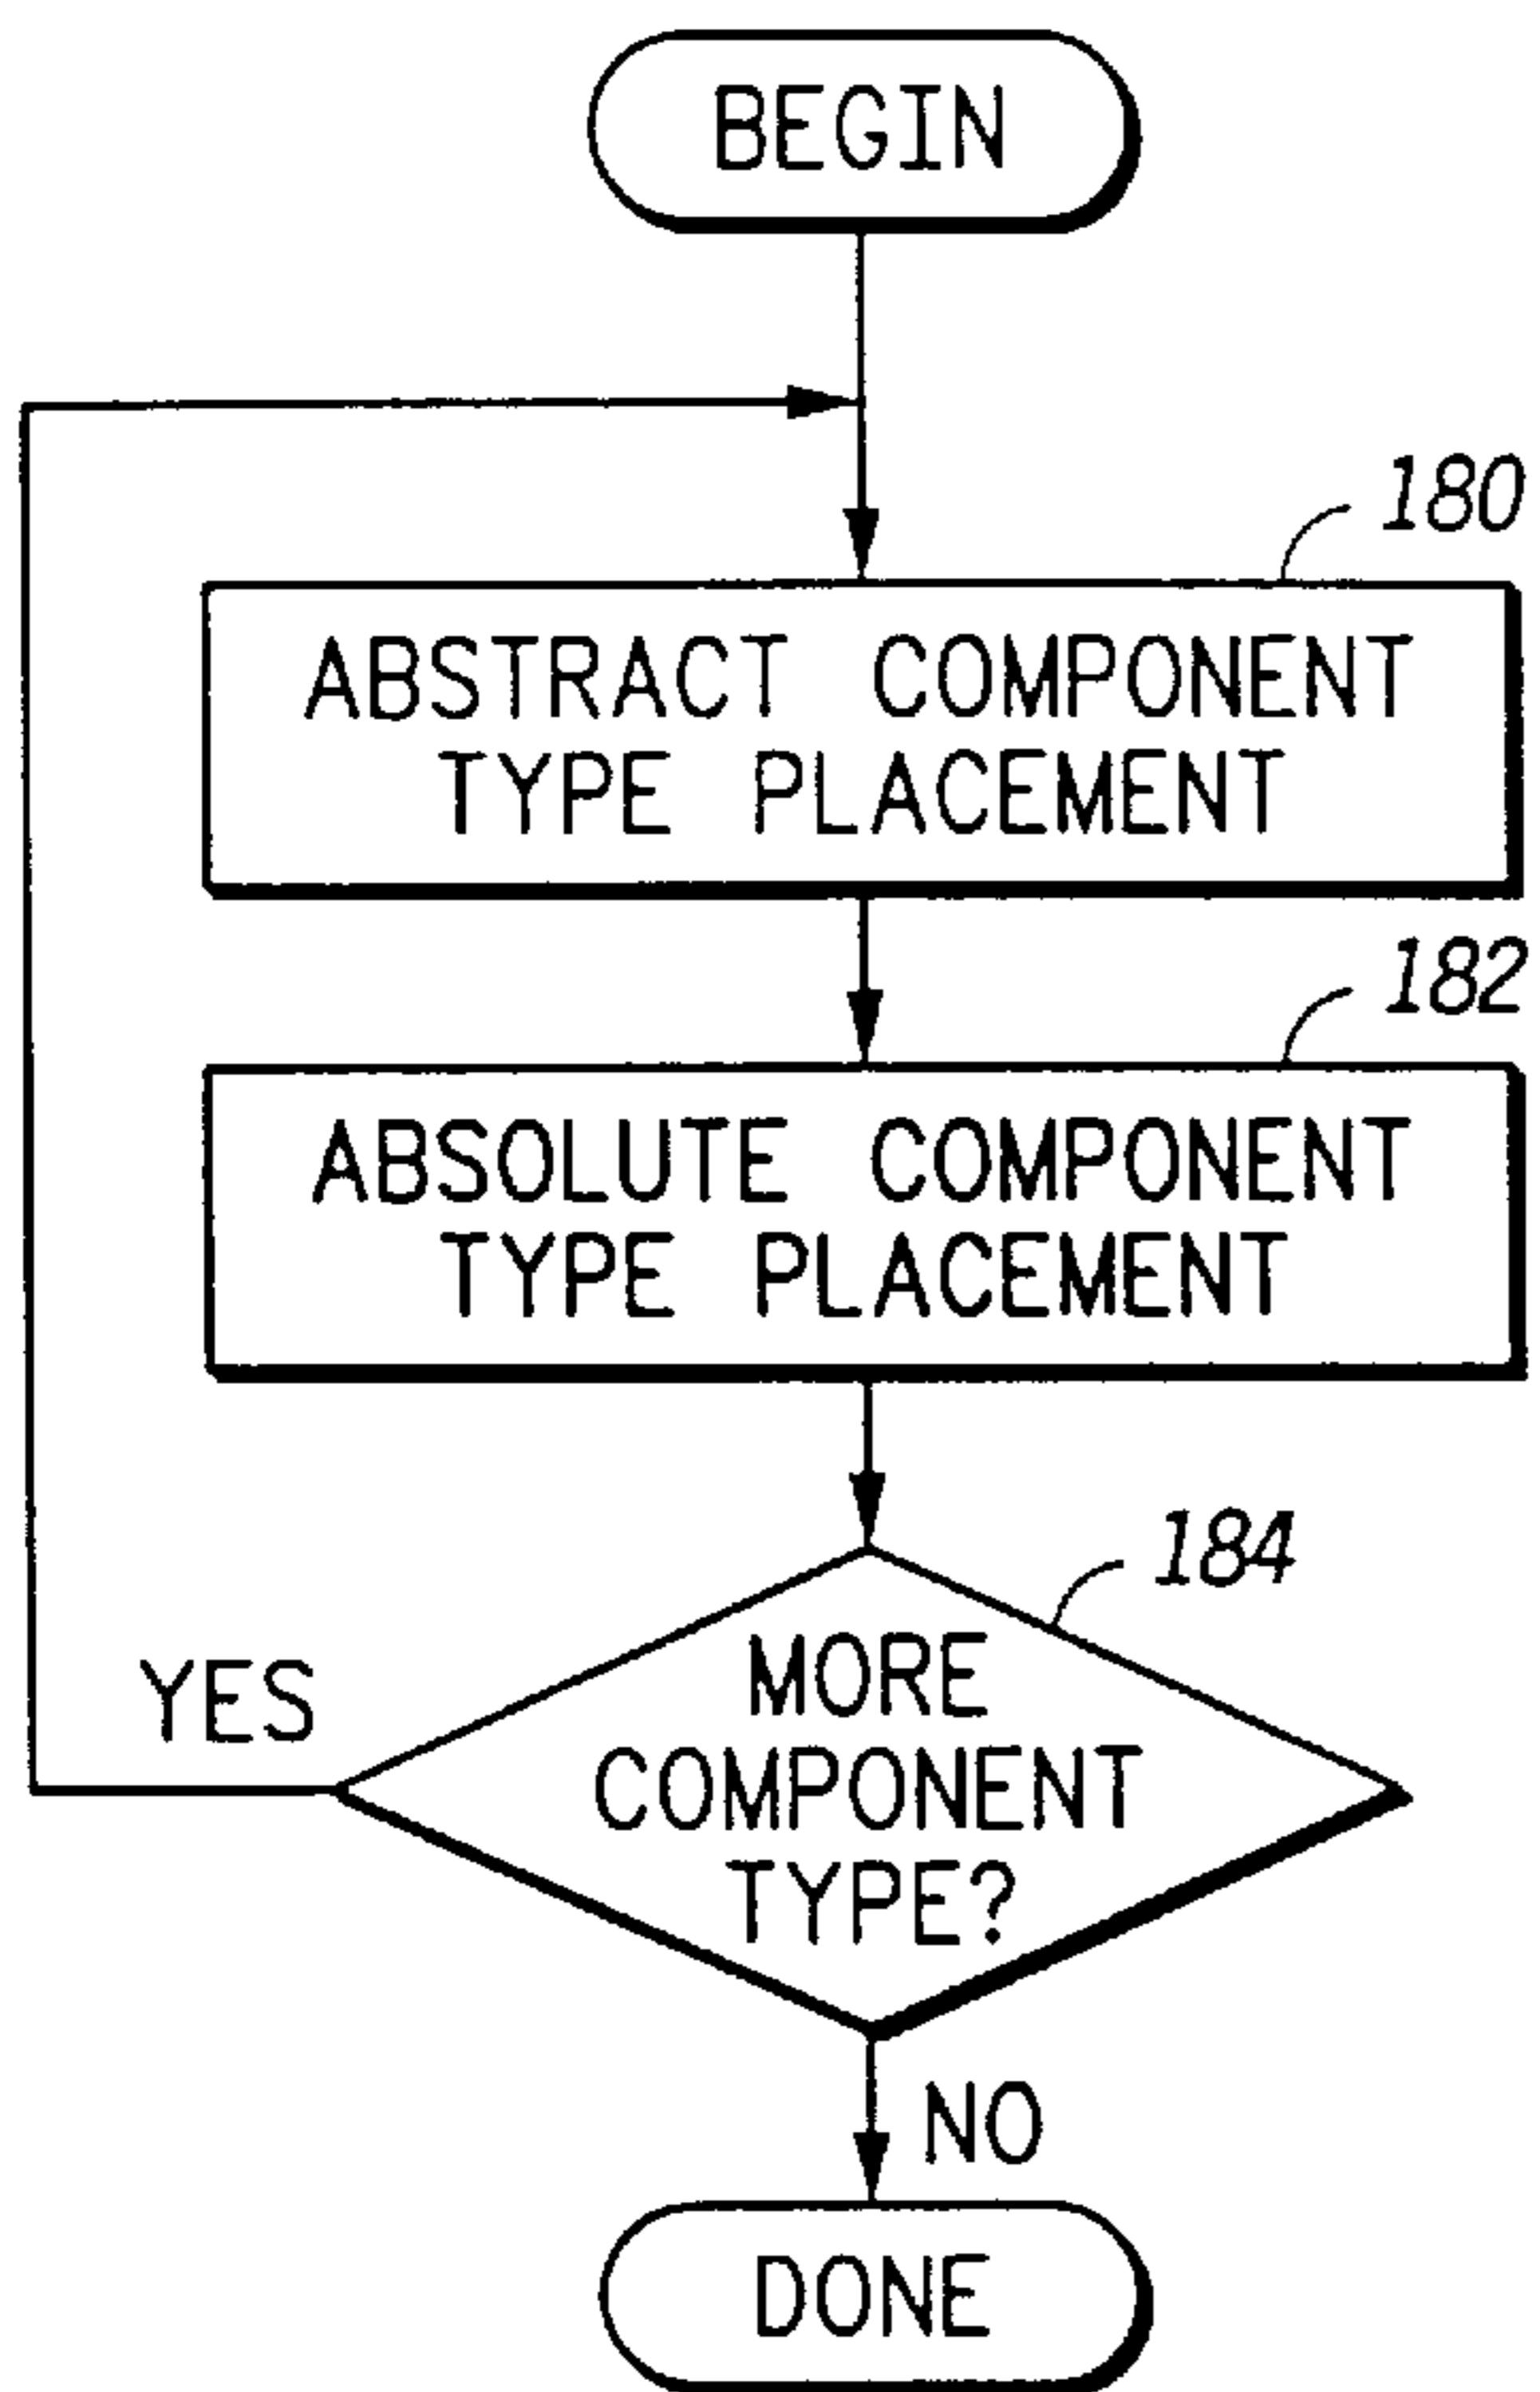 BEGIN
180
ABSTRACT COMPONENT
TYPE PLACEMENT
182
ABSOLUTE COMPONENT
TYPE PLACEMENT
184
MORE
COMPONENT
TYPE?
YES
NO
DONE